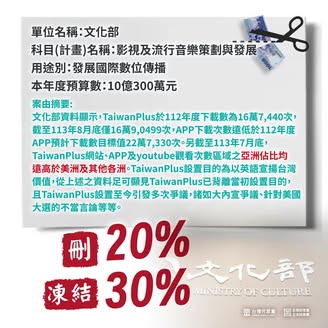 單位名稱：文化部
科目(計畫)名稱：影視及流行音樂策劃與發展
用途別：發展國際數位傳播
本年度預算數：10億300萬元
案由摘要:
文化部資料顯示，TaiwanPlus於112年度下載數為16萬7,440次，
截至113年8月底僅16萬9,0499次，APP下載次數遠低於112年度
APP預計下載數目標值22萬7,330次。另截至113年7月底，
TaiwanPlus網站、APP及youtube觀看次數區域之亞洲佔比均
遠高於美洲及其他各洲。TaiwanPlus設置目的為以英語宣揚台灣
價值，從上述之資料足可顯見TaiwanPlus已背離當初設置目的，
且TaiwanPlus設置至今引發多次爭議，諸如大內宣爭議、針對美國
大選的不當言論等等。
刪20%
凍結30%
文化部
MINISTRY OF CULTURE